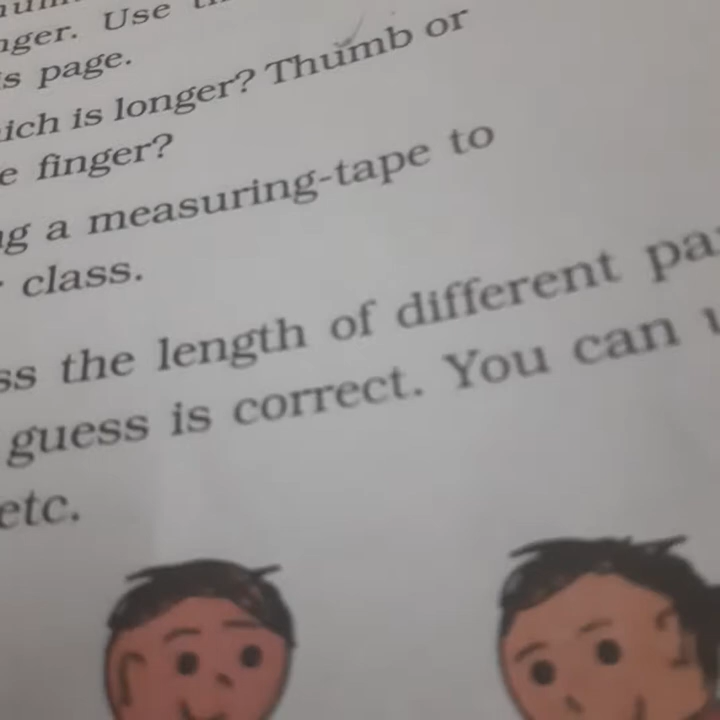 nger. Use
s page.
ich is longer? Thumb or
e finger?
g a measuring-tape to
class.
ss the length of different pa
guess is correct. You can
etc.